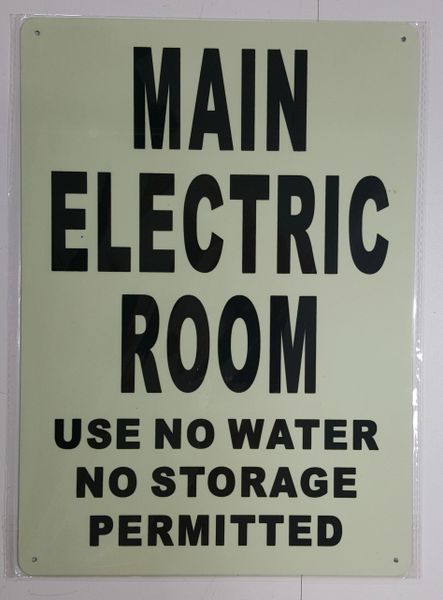 MAIN
ELECTRIC
ROOM
USE NO WATER
NO STORAGE
PERMITTED